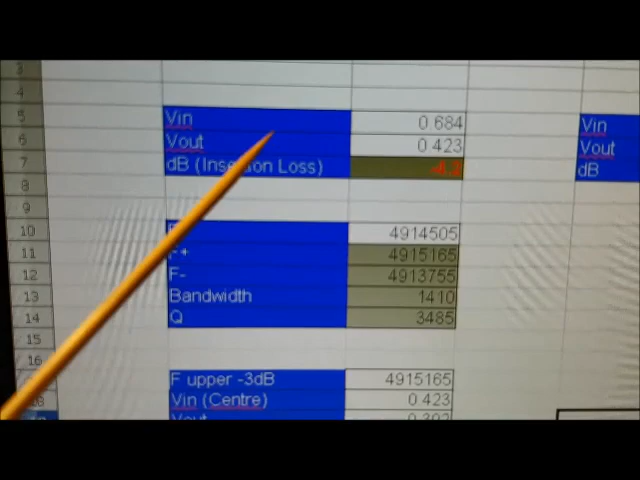 3
4
5 Vin 0.684 Vin
6 Vout 0.423 Vout
7 dB (Insertion Loss) -4.2 dB
8
9
10 4914505
11 F+ 4915165
12 F- 4913755
13 Bandwidth 1410
14 Q 3485
15
16
F upper -3dB 4915165
Vin (Centre) 0.423